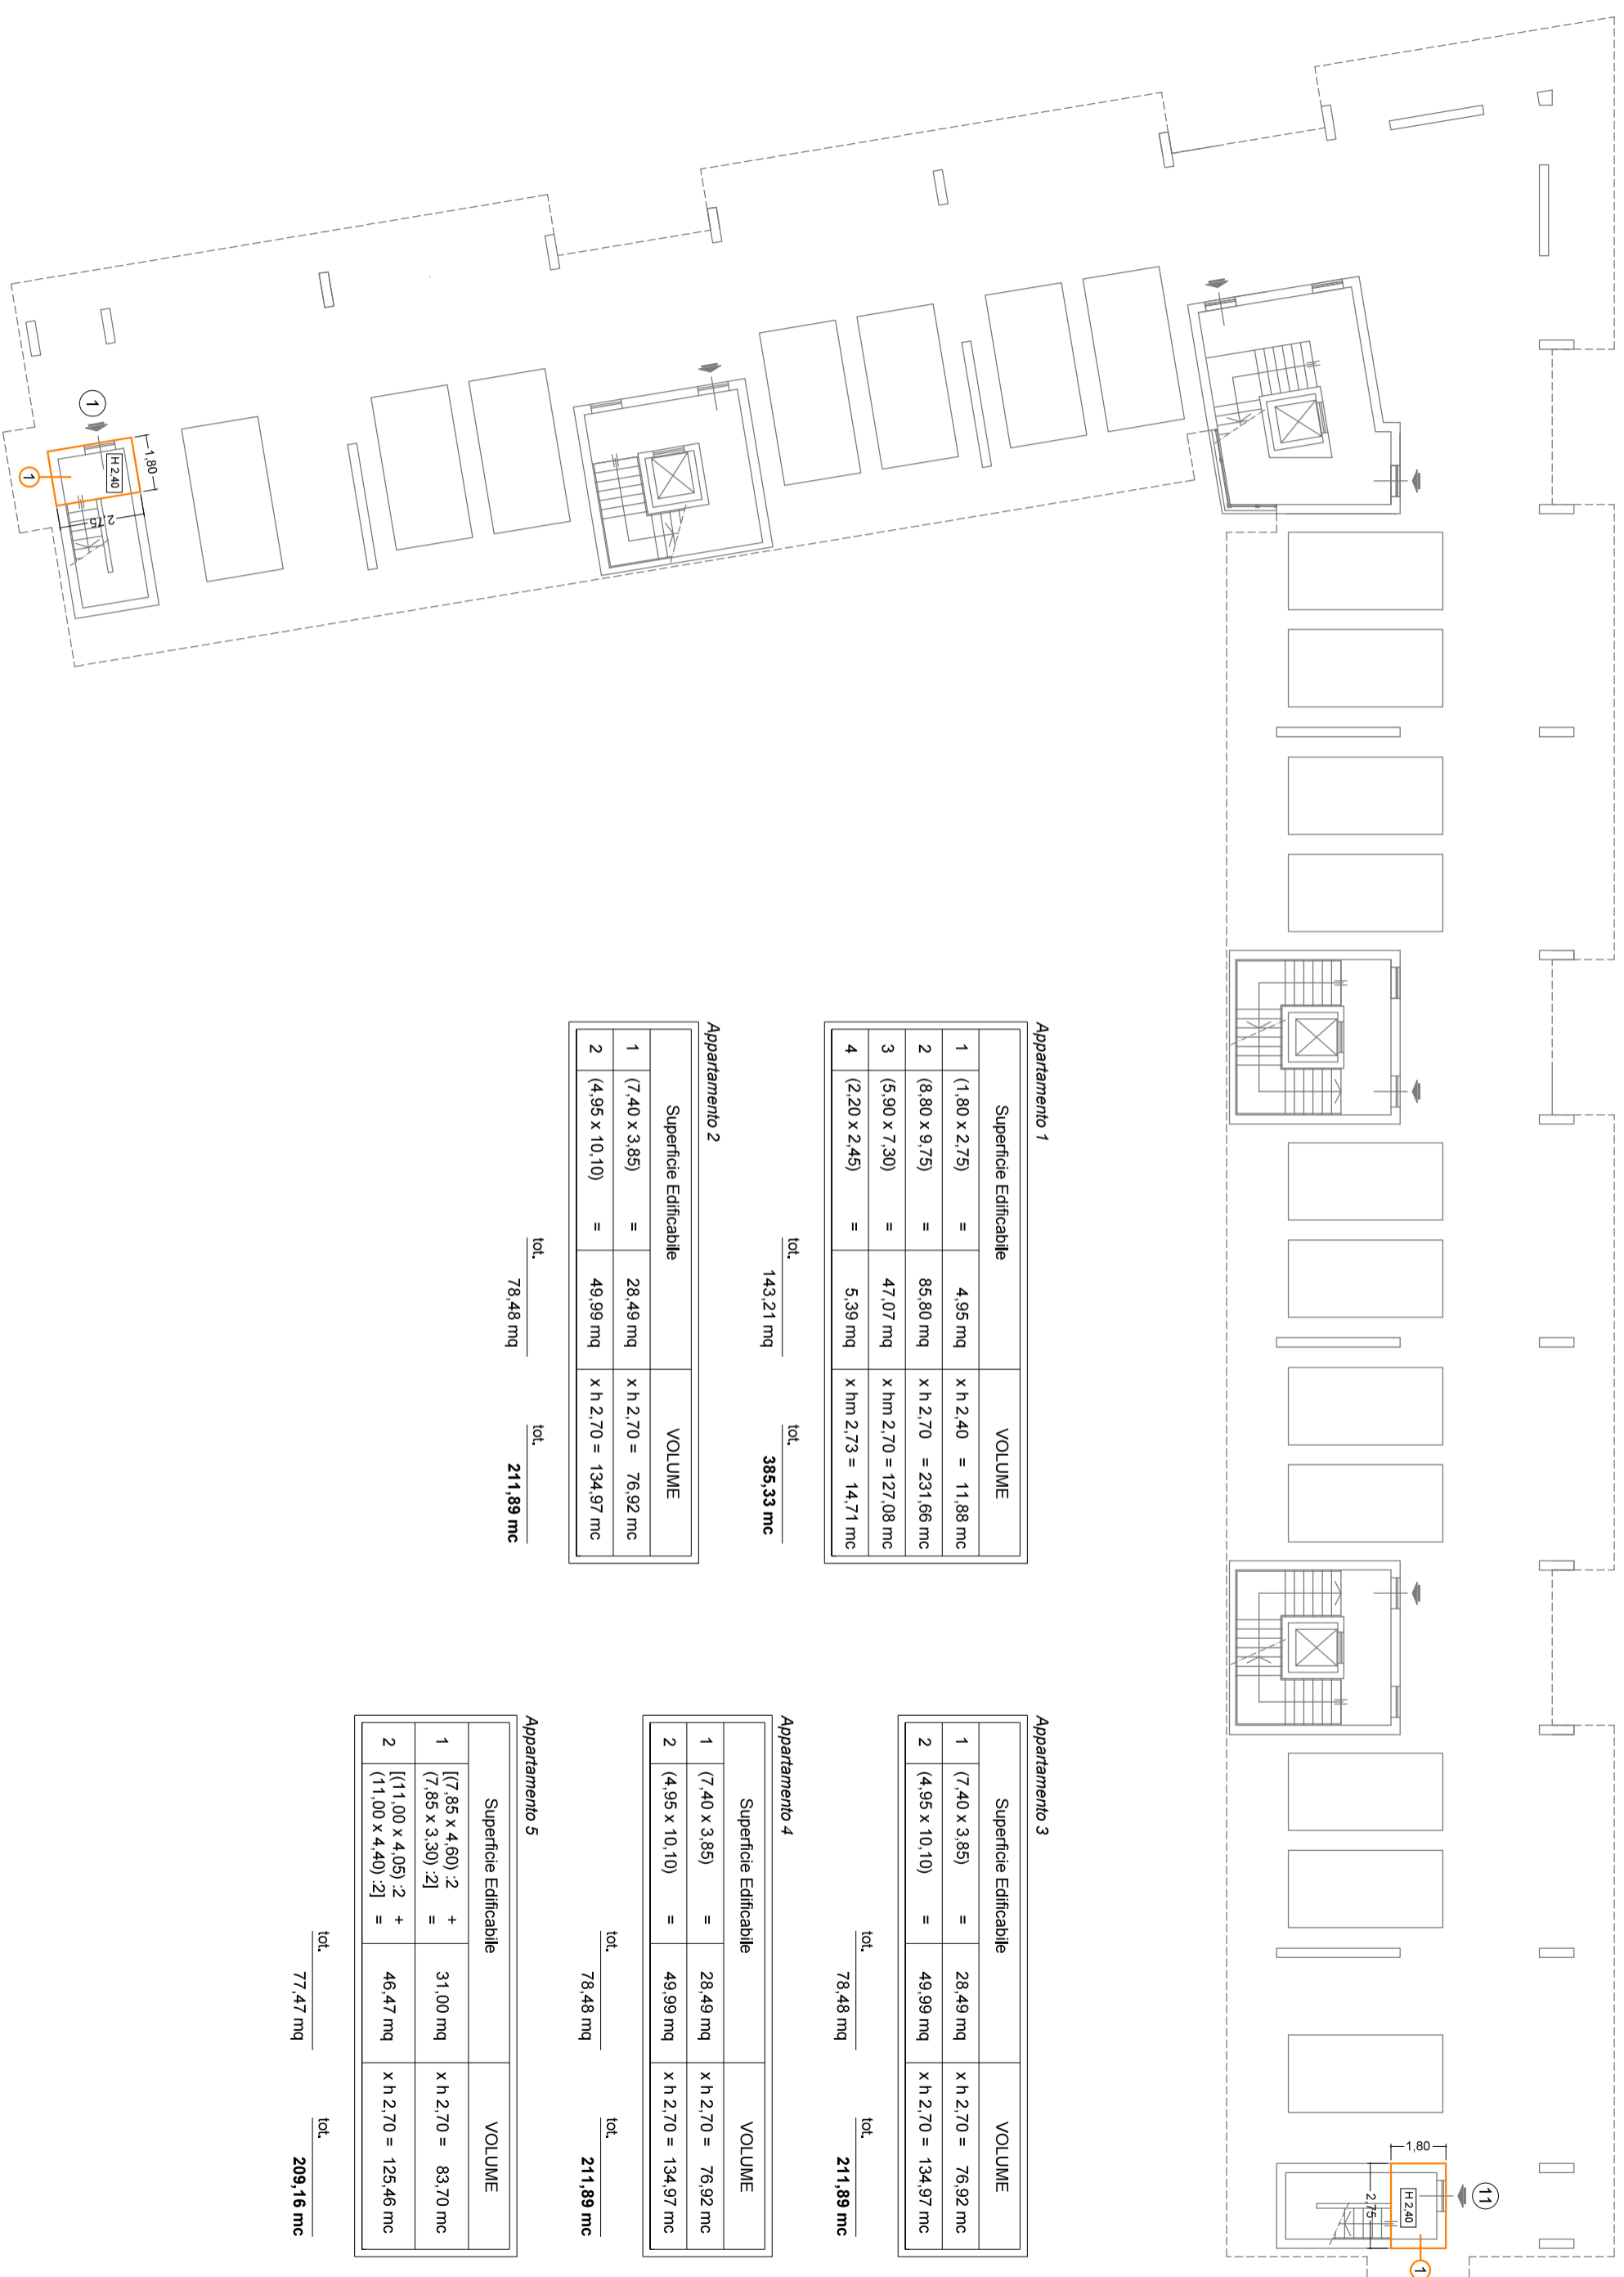 11
1,80
2,75
H 2,40
1
1
1,80
H 2,40
2,75
1
Appartamento 1
Superficie Edificabile VOLUME
1 (1,80 x 2,75) = 4,95 mq x h 2,40 = 11,88 mc
2 (8,80 x 9,75) = 85,80 mq x h 2,70 = 231,66 mc
3 (5,90 x 7,30) = 47,07 mq x hm 2,70 = 127,08 mc
4 (2,20 x 2,45) = 5,39 mq x hm 2,73 = 14,71 mc
tot. 143,21 mq tot. 385,33 mc
Appartamento 2
Superficie Edificabile VOLUME
1 (7,40 x 3,85) = 28,49 mq x h 2,70 = 76,92 mc
2 (4,95 x 10,10) = 49,99 mq x h 2,70 = 134,97 mc
tot. 78,48 mq tot. 211,89 mc
Appartamento 3
Superficie Edificabile VOLUME
1 (7,40 x 3,85) = 28,49 mq x h 2,70 = 76,92 mc
2 (4,95 x 10,10) = 49,99 mq x h 2,70 = 134,97 mc
tot. 78,48 mq tot. 211,89 mc
Appartamento 4
Superficie Edificabile VOLUME
1 (7,40 x 3,85) = 28,49 mq x h 2,70 = 76,92 mc
2 (4,95 x 10,10) = 49,99 mq x h 2,70 = 134,97 mc
tot. 78,48 mq tot. 211,89 mc
Appartamento 5
Superficie Edificabile VOLUME
1 [(7,85 x 4,60) :2 +
(7,85 x 3,30) :2] = 31,00 mq x h 2,70 = 83,70 mc
2 [(11,00 x 4,05) :2 +
(11,00 x 4,40) :2] = 46,47 mq x h 2,70 = 125,46 mc
tot. 77,47 mq tot. 209,16 mc